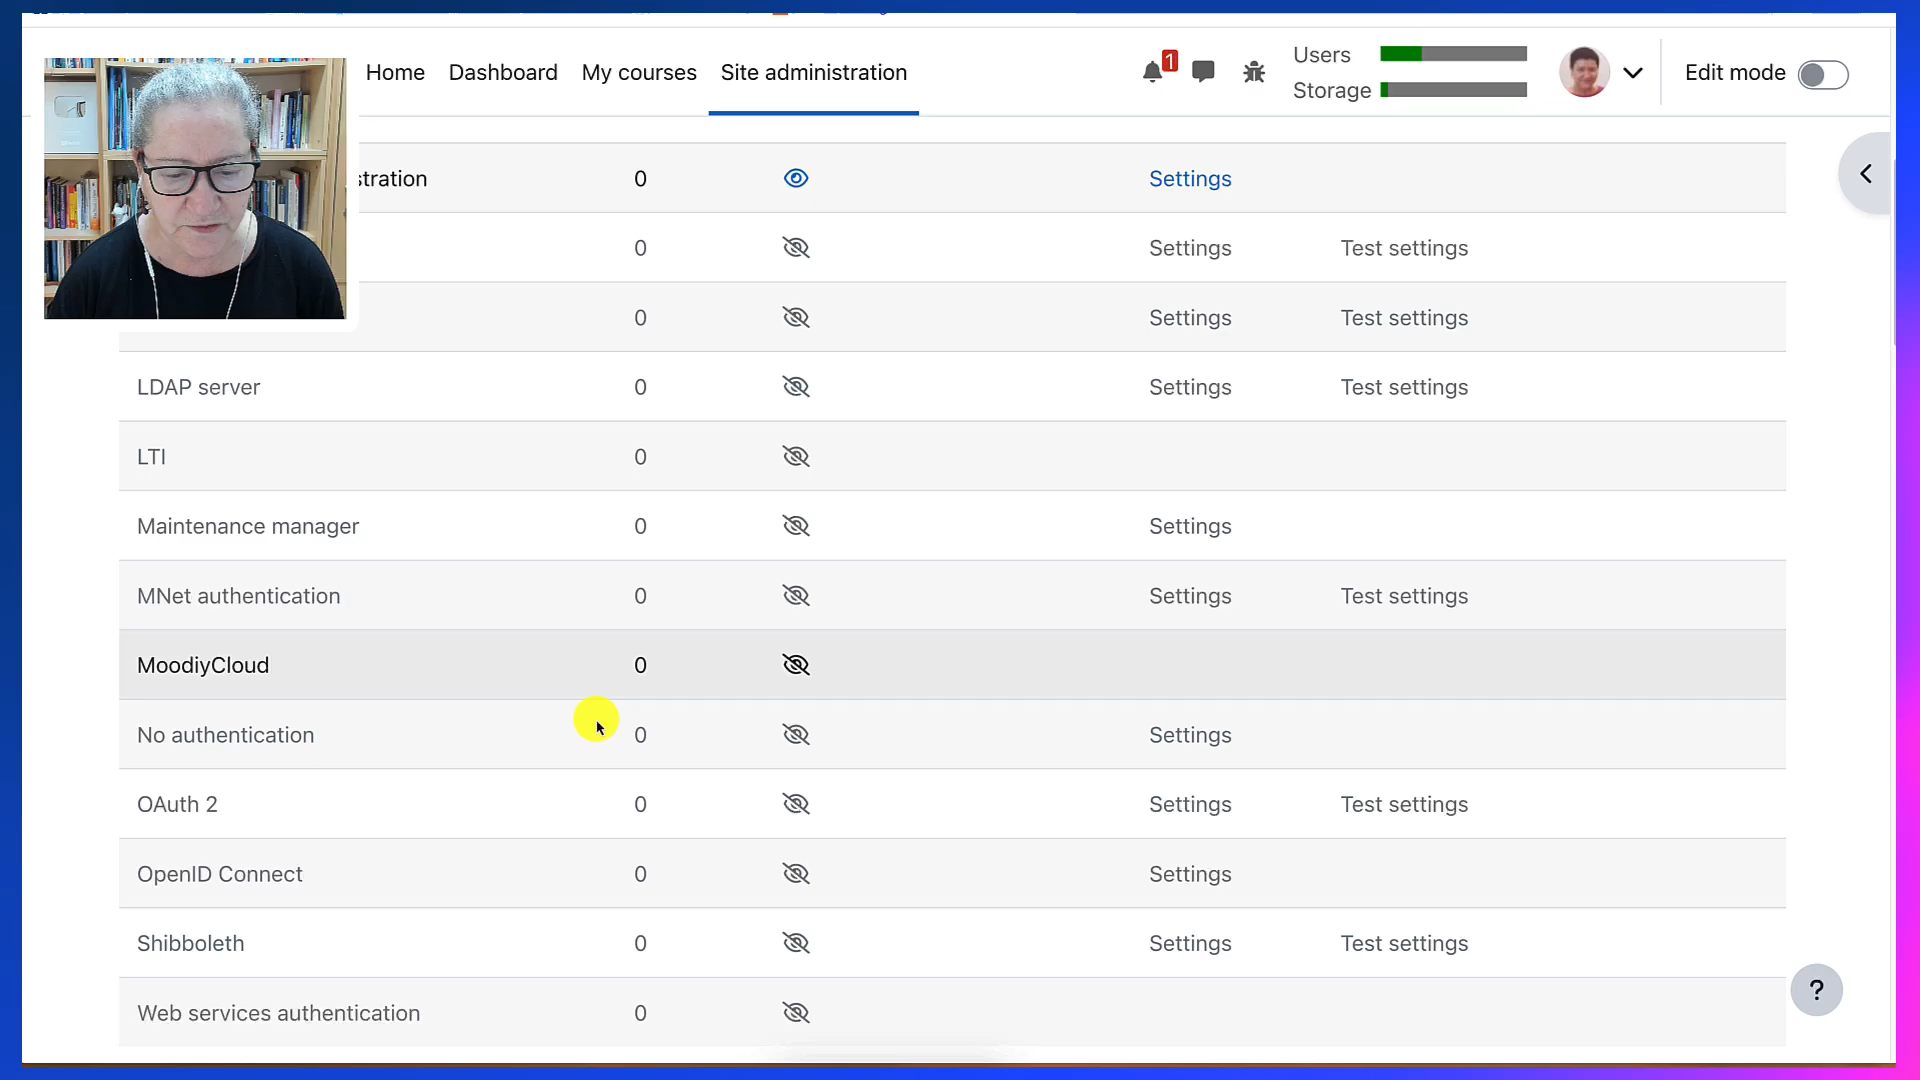 Home Dashboard My courses Site administration 1 Users Storage Edit mode
stration 0 Settings
0 Settings Test settings
0 Settings Test settings
LDAP server 0 Settings Test settings
LTI 0
Maintenance manager 0 Settings
MNet authentication 0 Settings Test settings
MoodiyCloud 0
No authentication 0 Settings
OAuth 2 0 Settings Test settings
OpenID Connect 0 Settings
Shibboleth 0 Settings Test settings
?
Web services authentication 0